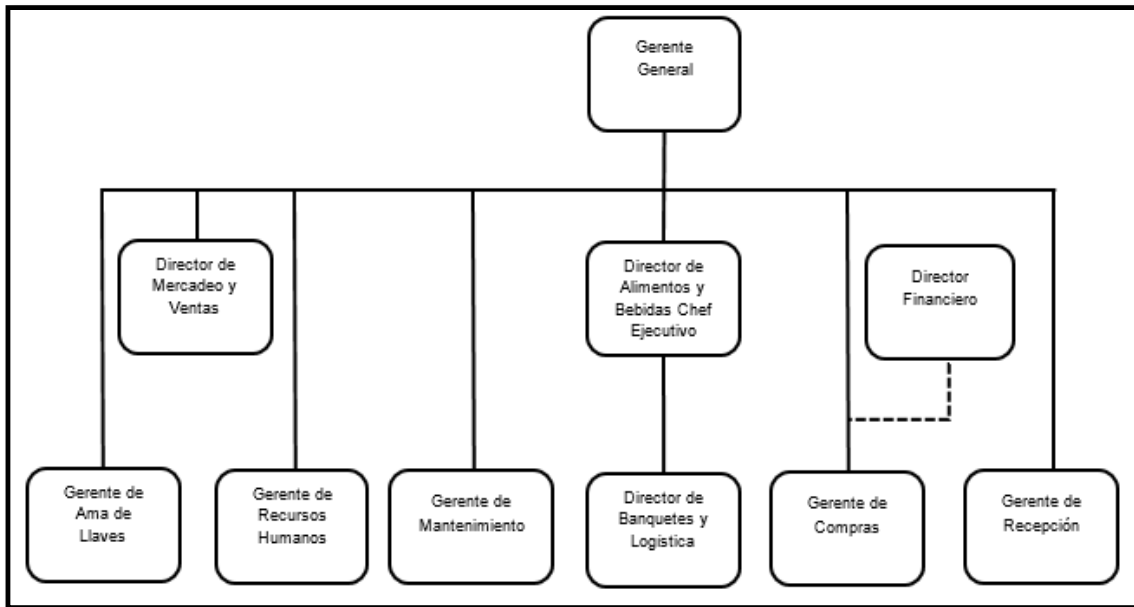 Gerente
General
Director de
Mercadeo y
Ventas
Director de
Alimentos y
Bebidas Chef
Ejecutivo
Director
Financiero
Gerente de
Ama de
Llaves
Gerente de
Recursos
Humanos
Gerente de
Mantenimiento
Director de
Banquetes y
Logística
Gerente de
Compras
Gerente de
Recepción